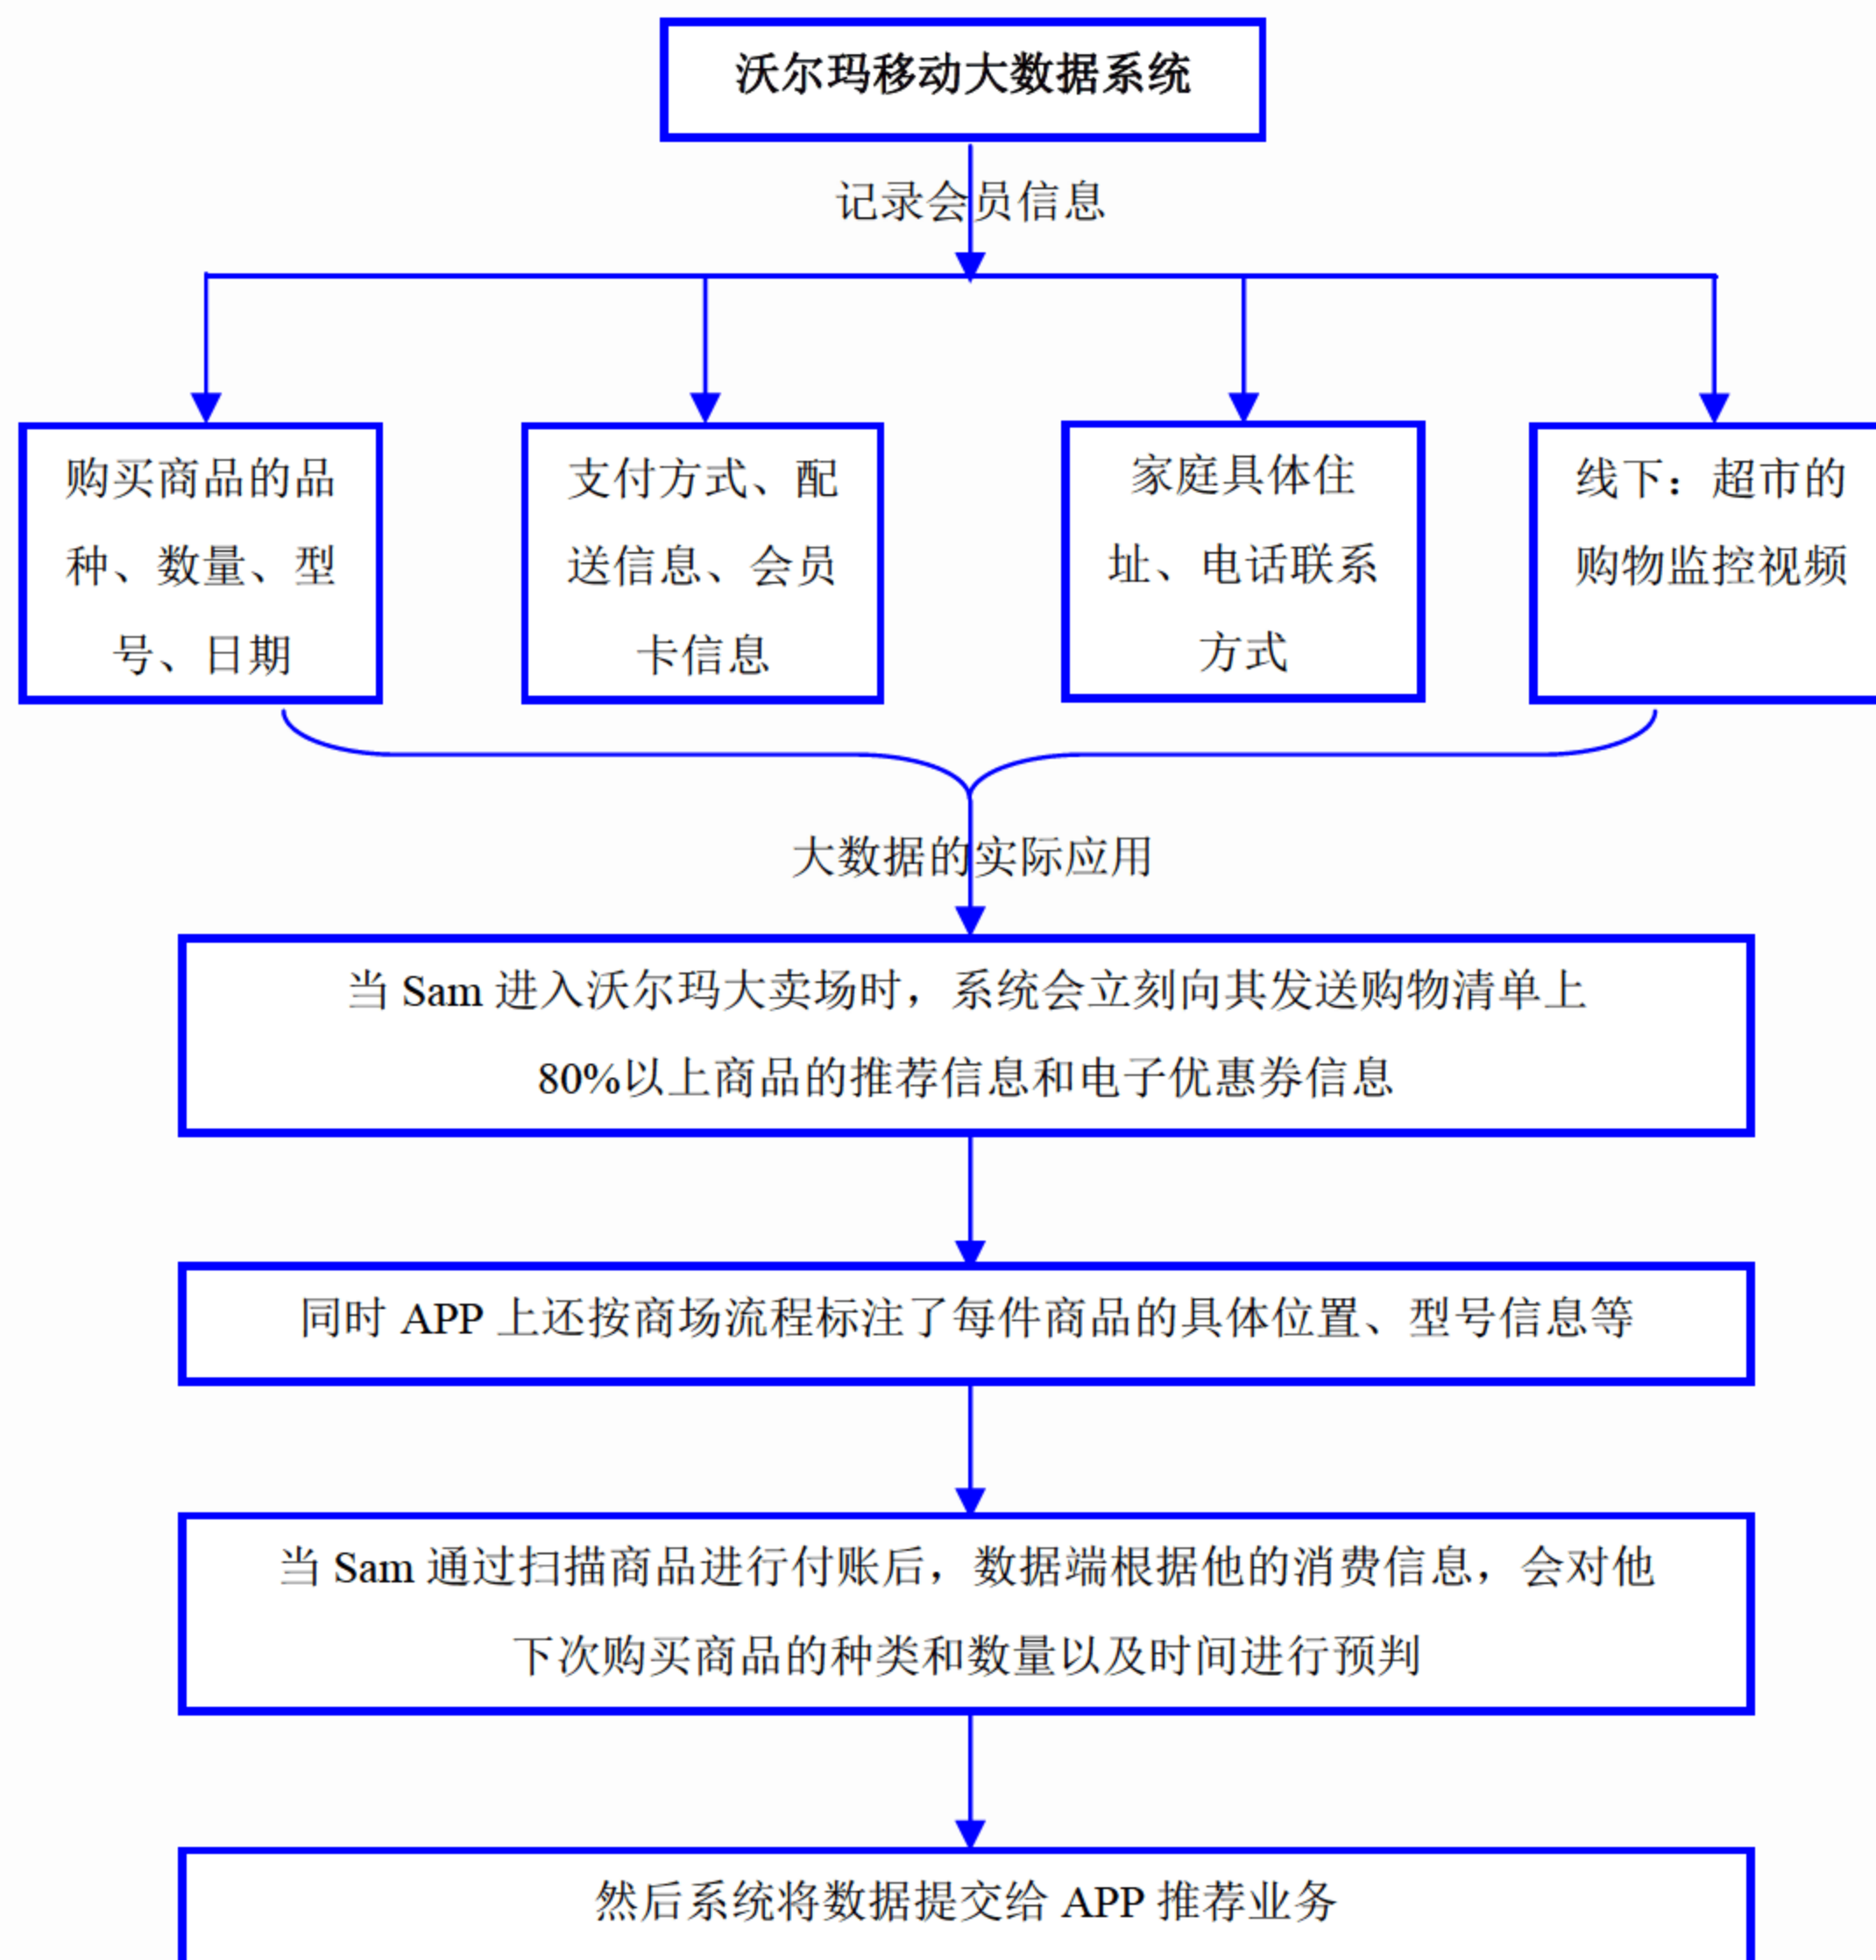 沃尔玛移动大数据系统
记录会员信息
购买商品的品
种、数量、型
号、日期
支付方式、配
送信息、会员
卡信息
家庭具体住
址、电话联系
方式
线下：超市的
购物监控视频
大数据的实际应用
当 Sam 进入沃尔玛大卖场时，系统会立刻向其发送购物清单上
80%以上商品的推荐信息和电子优惠券信息
同时 APP 上还按商场流程标注了每件商品的具体位置、型号信息等
当 Sam 通过扫描商品进行付账后，数据端根据他的消费信息，会对他
下次购买商品的种类和数量以及时间进行预判
然后系统将数据提交给 APP 推荐业务